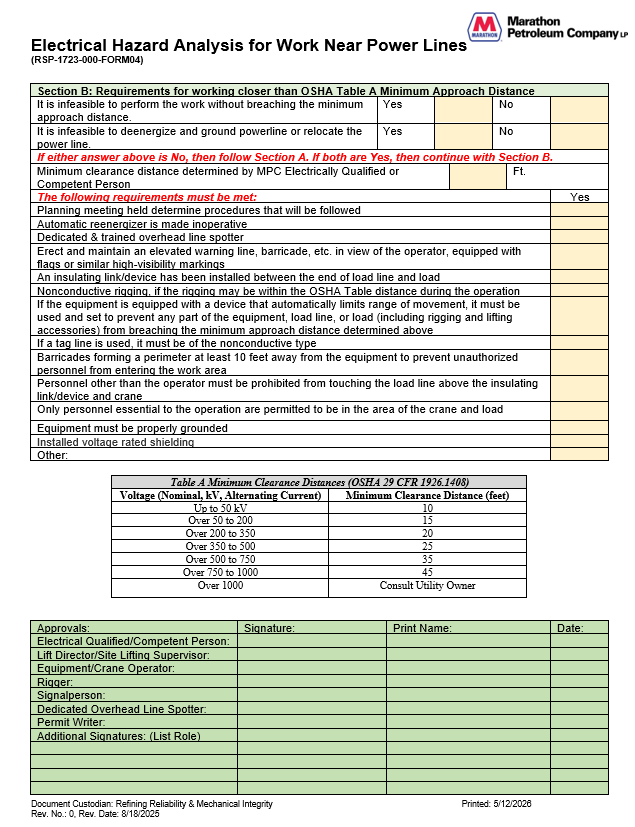 MARATHON
Marathon
Petroleum Company LP
Electrical Hazard Analysis for Work Near Power Lines
(RSP-1723-000-FORM04)
Section B: Requirements for working closer than OSHA Table A Minimum Approach Distance
It is infeasible to perform the work without breaching the minimum Yes No
approach distance.
It is infeasible to deenergize and ground powerline or relocate the Yes No
power line.
If either answer above is No, then follow Section A. If both are Yes, then continue with Section B.
Minimum clearance distance determined by MPC Electrically Qualified or Ft.
Competent Person
The following requirements must be met: Yes
Planning meeting held determine procedures that will be followed
Automatic reenergizer is made inoperative
Dedicated & trained overhead line spotter
Erect and maintain an elevated warning line, barricade, etc. in view of the operator, equipped with
flags or similar high-visibility markings
An insulating link/device has been installed between the end of load line and load
Nonconductive rigging, if the rigging may be within the OSHA Table distance during the operation
If the equipment is equipped with a device that automatically limits range of movement, it must be
used and set to prevent any part of the equipment, load line, or load (including rigging and lifting
accessories) from breaching the minimum approach distance determined above
If a tag line is used, it must be of the nonconductive type
Barricades forming a perimeter at least 10 feet away from the equipment to prevent unauthorized
personnel from entering the work area
Personnel other than the operator must be prohibited from touching the load line above the insulating
link/device and crane
Only personnel essential to the operation are permitted to be in the area of the crane and load
Equipment must be properly grounded
Installed voltage rated shielding
Other:
Table A Minimum Clearance Distances (OSHA 29 CFR 1926.1408)
Voltage (Nominal, kV, Alternating Current) Minimum Clearance Distance (feet)
Up to 50 kV 10
Over 50 to 200 15
Over 200 to 350 20
Over 350 to 500 25
Over 500 to 750 35
Over 750 to 1000 45
Over 1000 Consult Utility Owner
Approvals: Signature: Print Name: Date:
Electrical Qualified/Competent Person:
Lift Director/Site Lifting Supervisor:
Equipment/Crane Operator:
Rigger:
Signalperson:
Dedicated Overhead Line Spotter:
Permit Writer:
Additional Signatures: (List Role)
Document Custodian: Refining Reliability & Mechanical Integrity Printed: 5/12/2026
Rev. No.: 0, Rev. Date: 8/18/2025